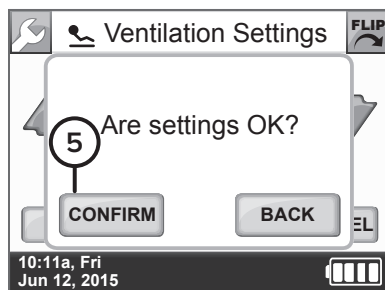 Ventilation Settings
FLIP
Are settings OK?
5
CONFIRM
BACK
EL
10:11a, Fri
Jun 12, 2015